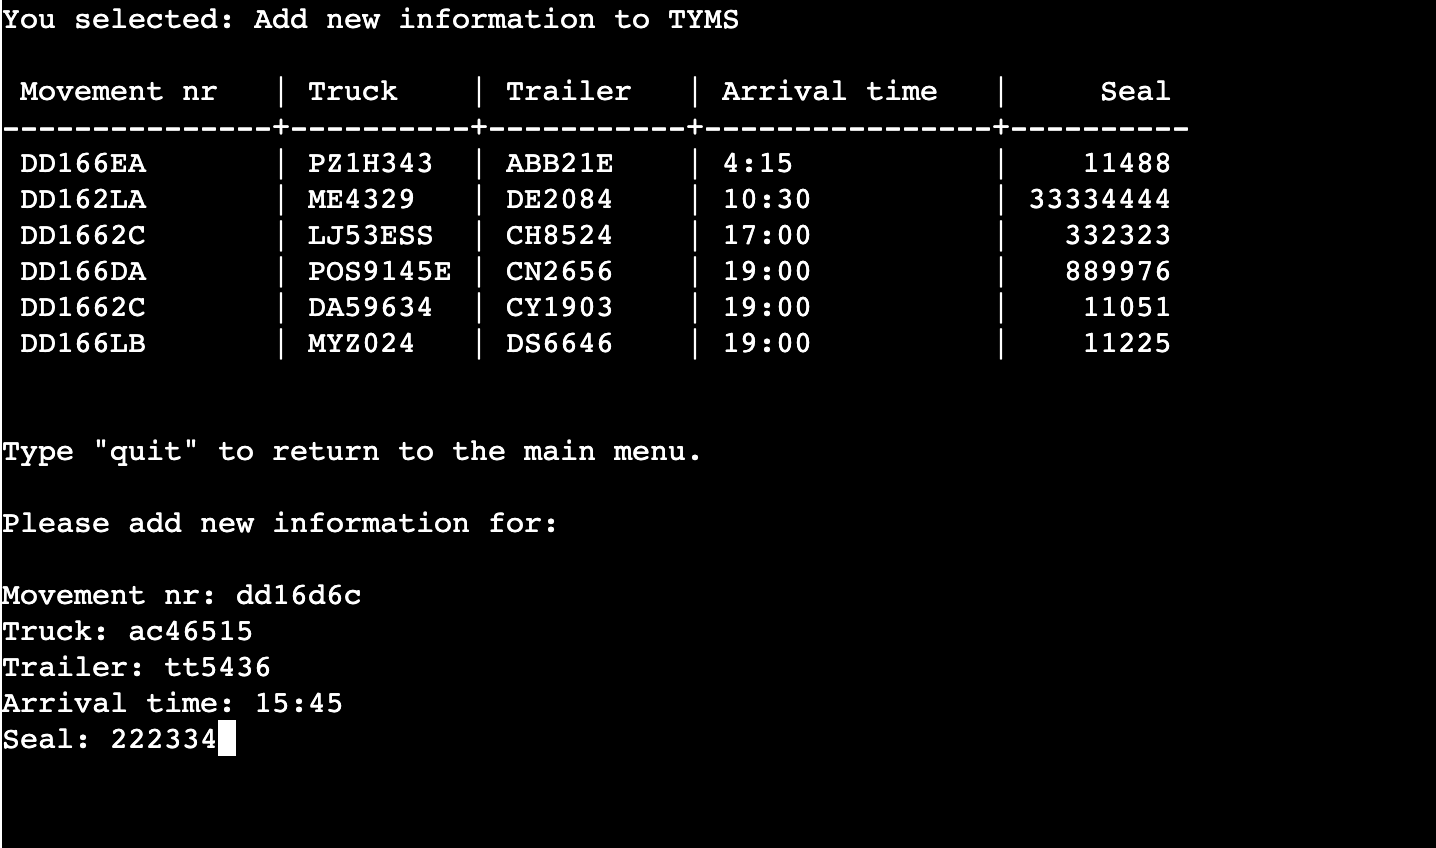 You selected: Add new information to TYMS
 Movement nr   | Truck    | Trailer   | Arrival time   |     Seal
---------------+----------+-----------+----------------+----------
 DD166EA       | PZ1H343  | ABB21E    | 4:15           |    11488
 DD162LA       | ME4329   | DE2084    | 10:30          | 33334444
 DD1662C       | LJ53ESS  | CH8524    | 17:00          |   332323
 DD166DA       | POS9145E | CN2656    | 19:00          |   889976
 DD1662C       | DA59634  | CY1903    | 19:00          |    11051
 DD166LB       | MYZ024   | DS6646    | 19:00          |    11225
Type "quit" to return to the main menu.
Please add new information for:
Movement nr: dd16d6c
Truck: ac46515
Trailer: tt5436
Arrival time: 15:45
Seal: 222334